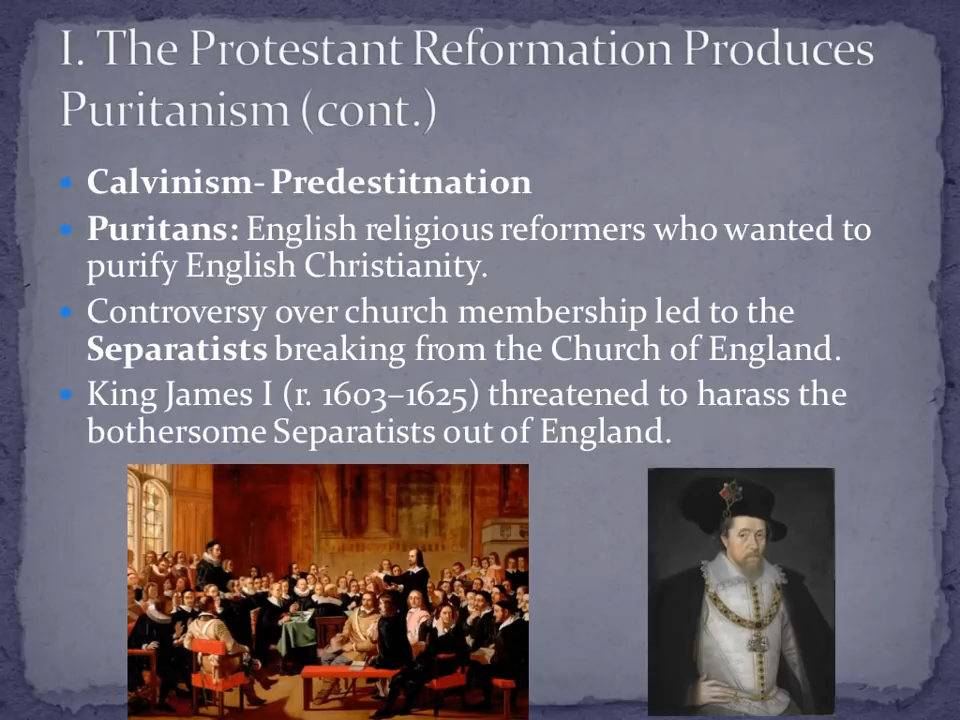 I. The Protestant Reformation Produces
Puritanism (cont.)
• Calvinism- Predestitnation
• Puritans: English religious reformers who wanted to
purify English Christianity.
• Controversy over church membership led to the
Separatists breaking from the Church of England.
• King James I (r. 1603–1625) threatened to harass the
bothersome Separatists out of England.